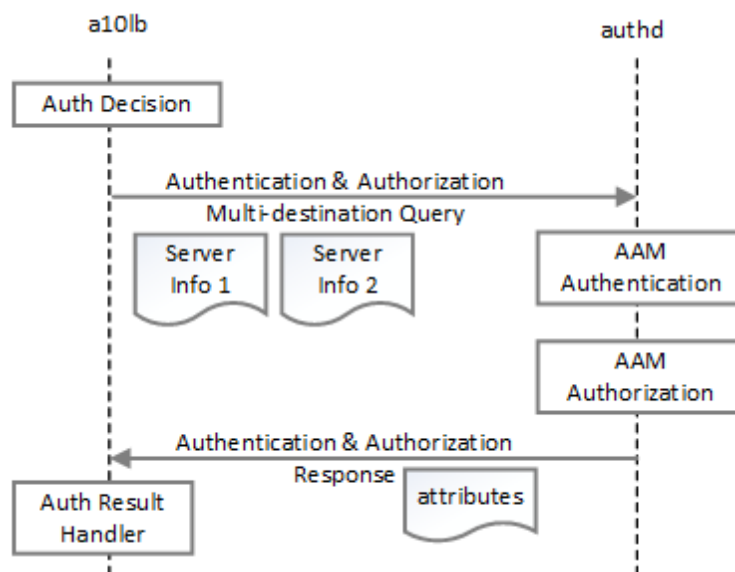 a10lb
authd
Auth Decision
Authentication & Authorization
Multi-destination Query
Server
Info 1
Server
Info 2
AAM
Authentication
AAM
Authorization
Authentication & Authorization
Response
attributes
Auth Result
Handler